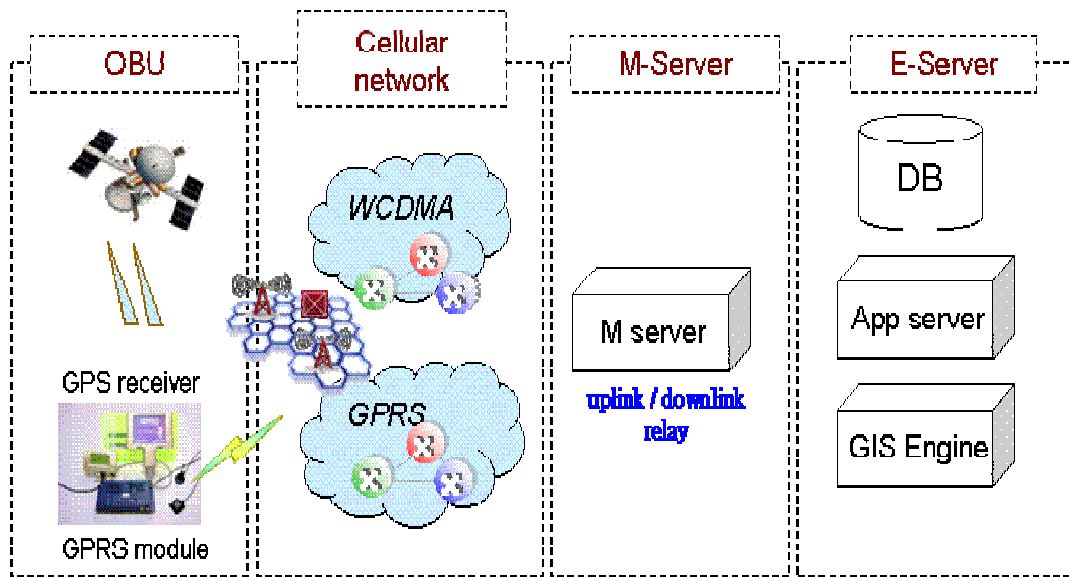 OBU
GPS receiver
GPRS module
Cellular
network
WCDMA
GPRS
M-Server
M server
uplink / downlink
relay
E-Server
DB
App server
GIS Engine